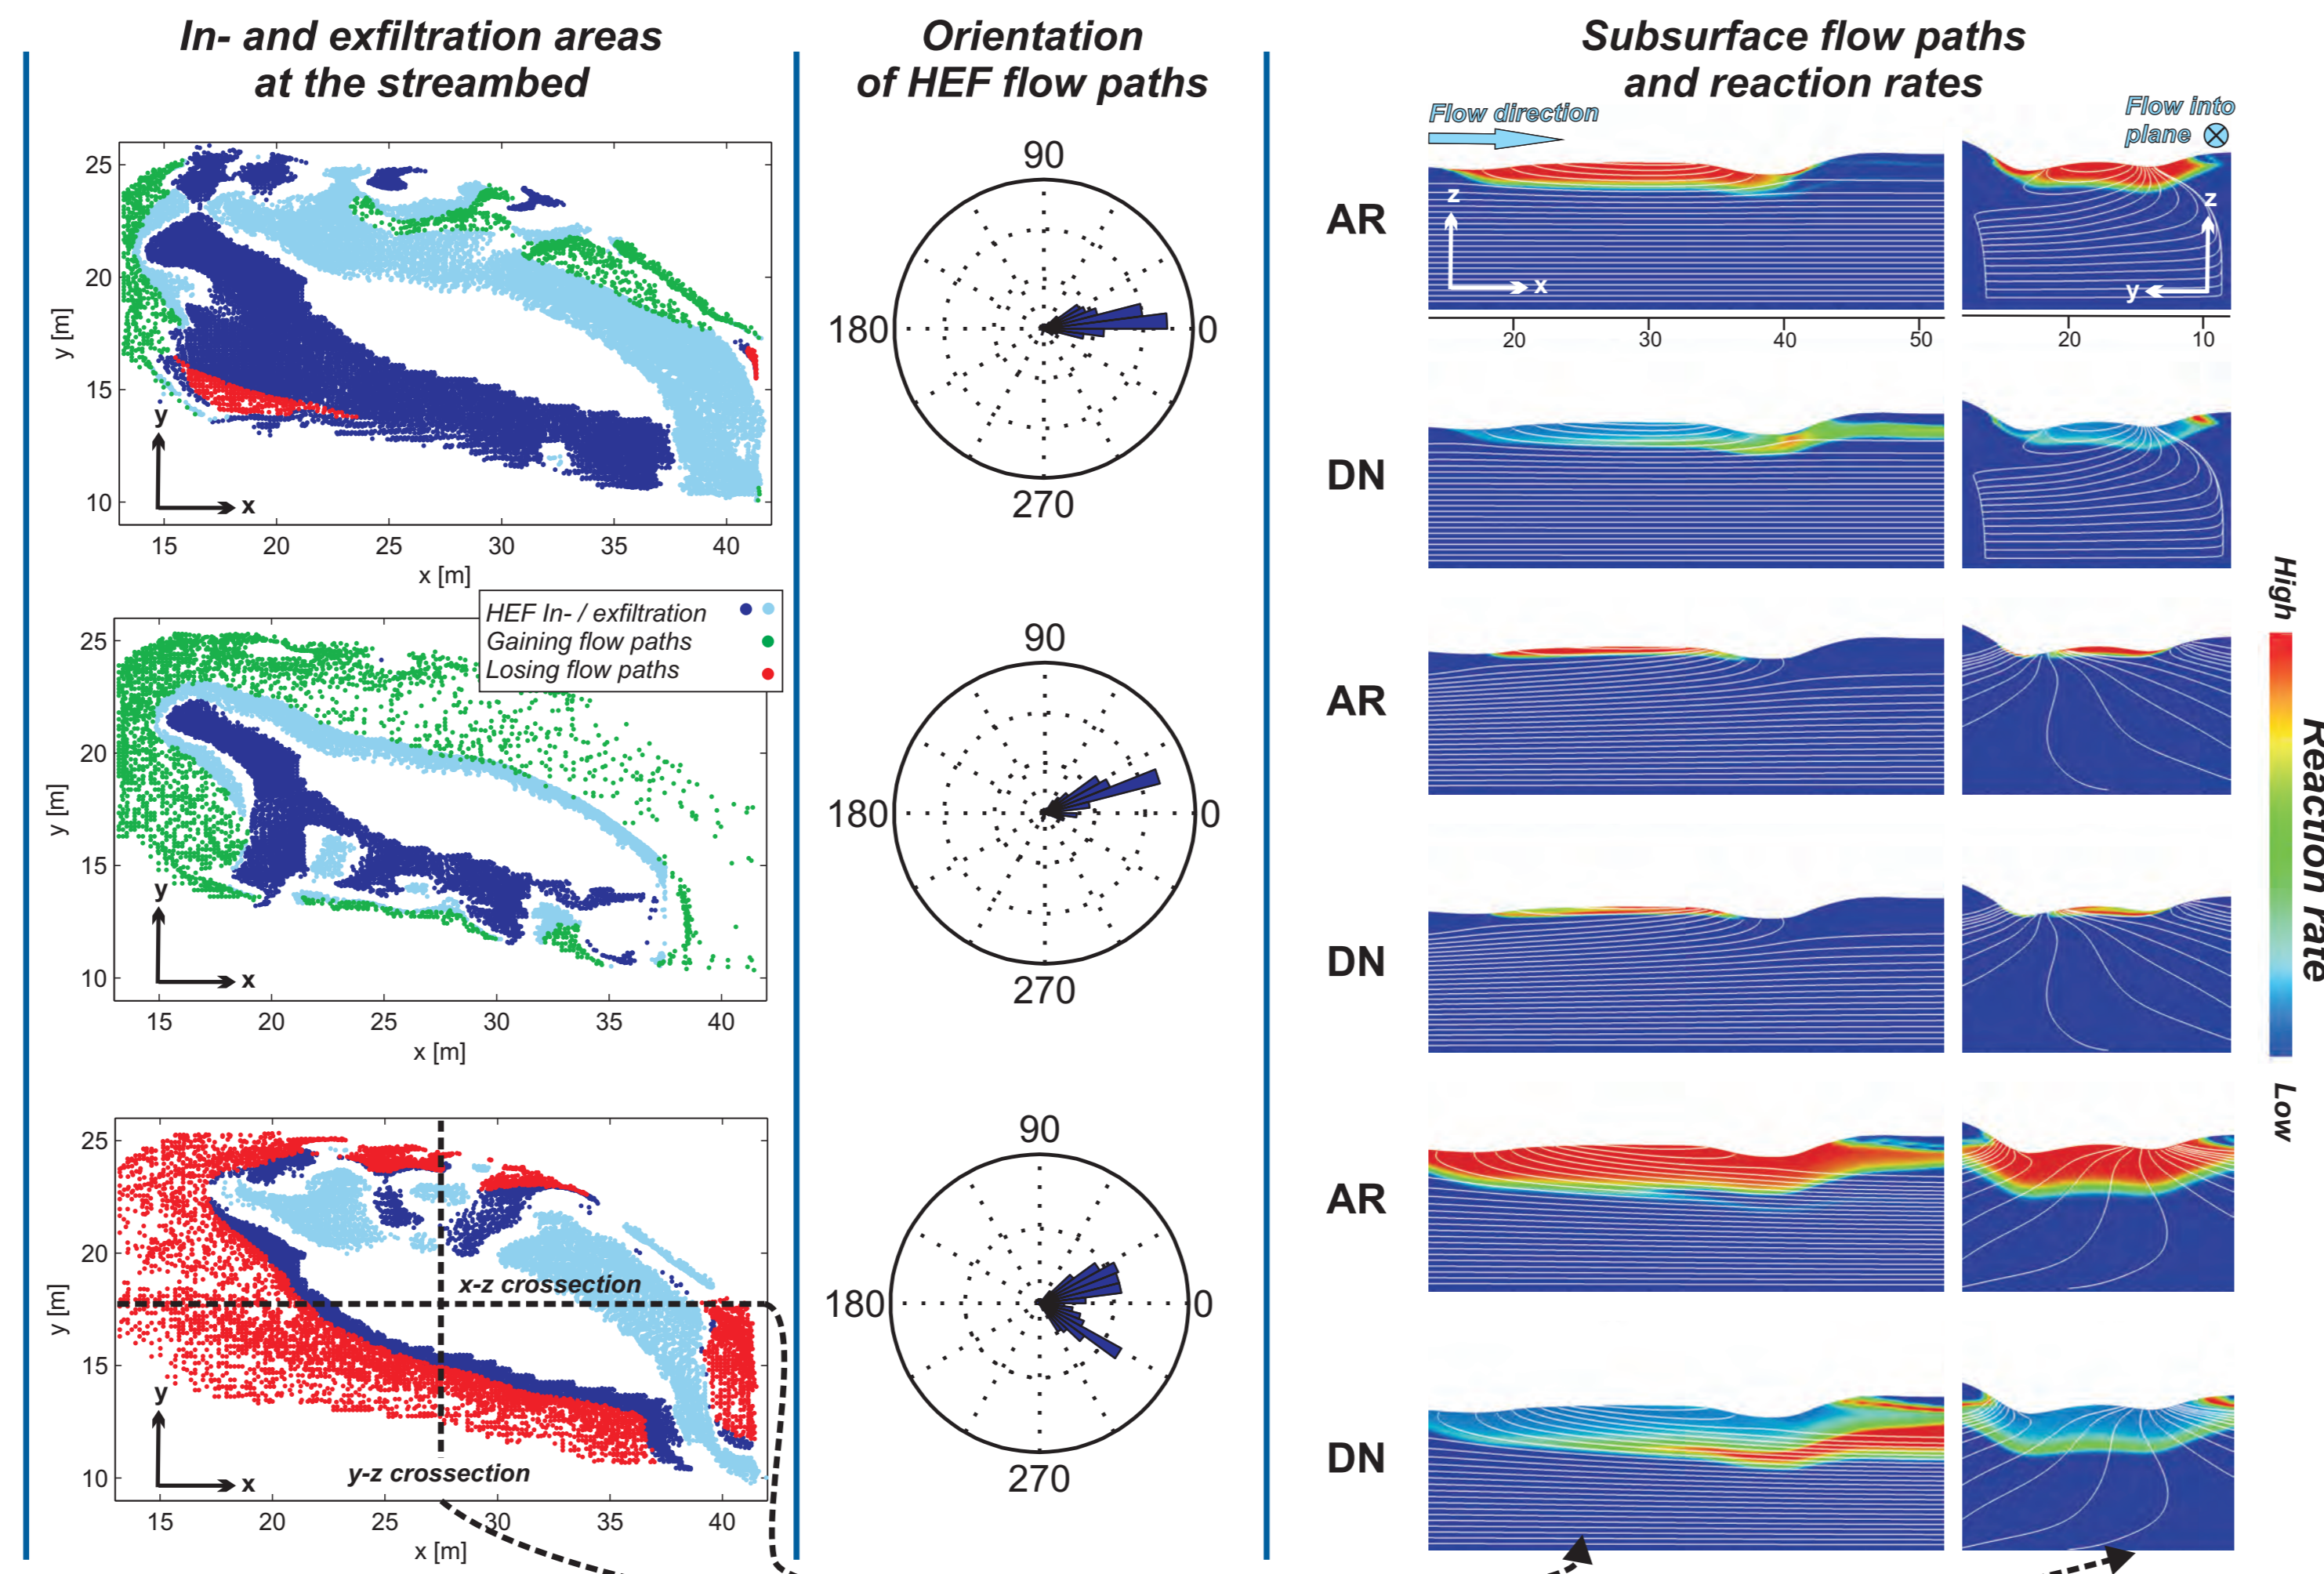 In- and exfiltration areas
at the streambed
Orientation
of HEF flow paths
Subsurface flow paths
and reaction rates
Flow direction
Flow into
plane
25
20
15
10
y [m]
y
x
15 20 25 30 35 40
x [m]
90
180
0
270
AR
z
x
z
y
20 30 40 50
20 10
DN
HEF In- / exfiltration
Gaining flow paths
Losing flow paths
25
20
15
10
y [m]
y
x
15 20 25 30 35 40
x [m]
90
180
0
270
AR
DN
High
Reaction rate
Low
25
20
15
10
y [m]
x-z crossection
y-z crossection
y
x
15 20 25 30 35 40
x [m]
90
180
0
270
AR
DN